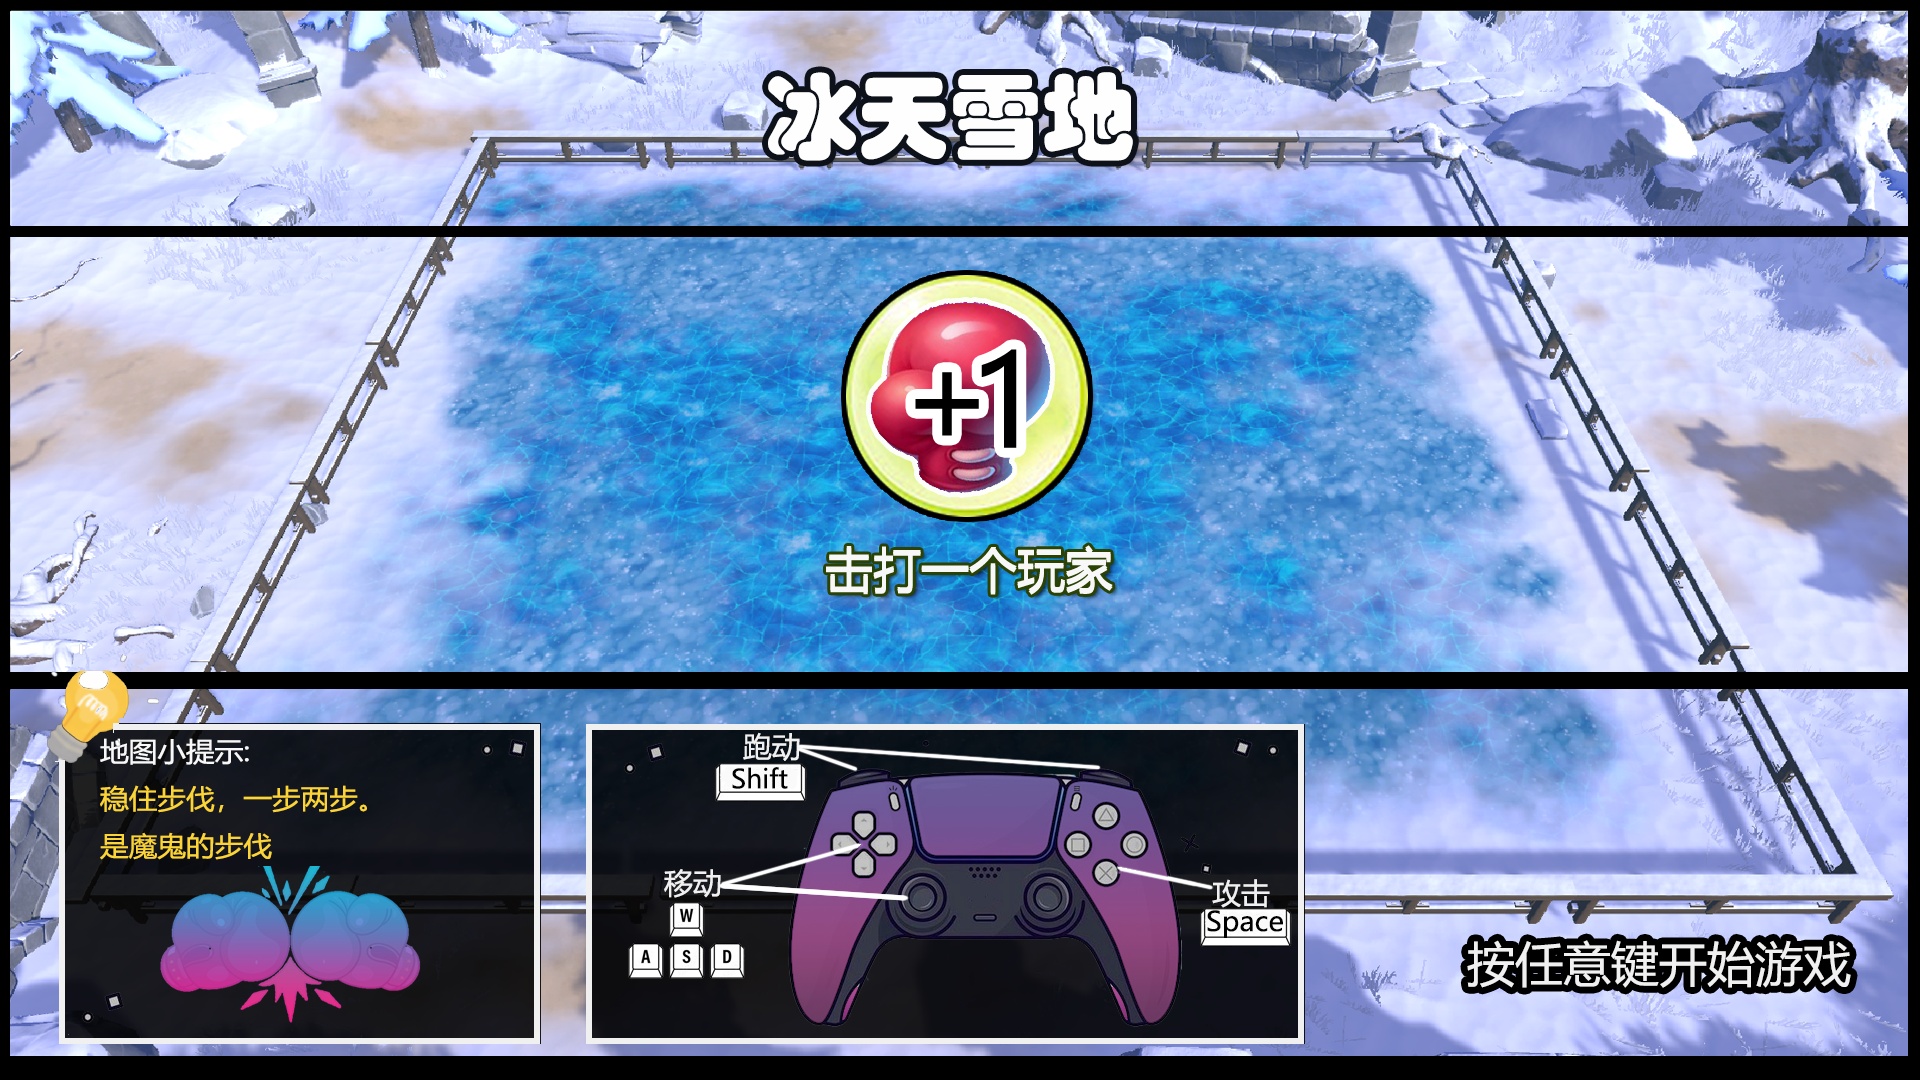 冰天雪地
+1
击打一个玩家
地图小提示:
稳住步伐，一步两步。
是魔鬼的步伐
跑动
Shift
移动
W
A S D
攻击
Space
按任意键开始游戏